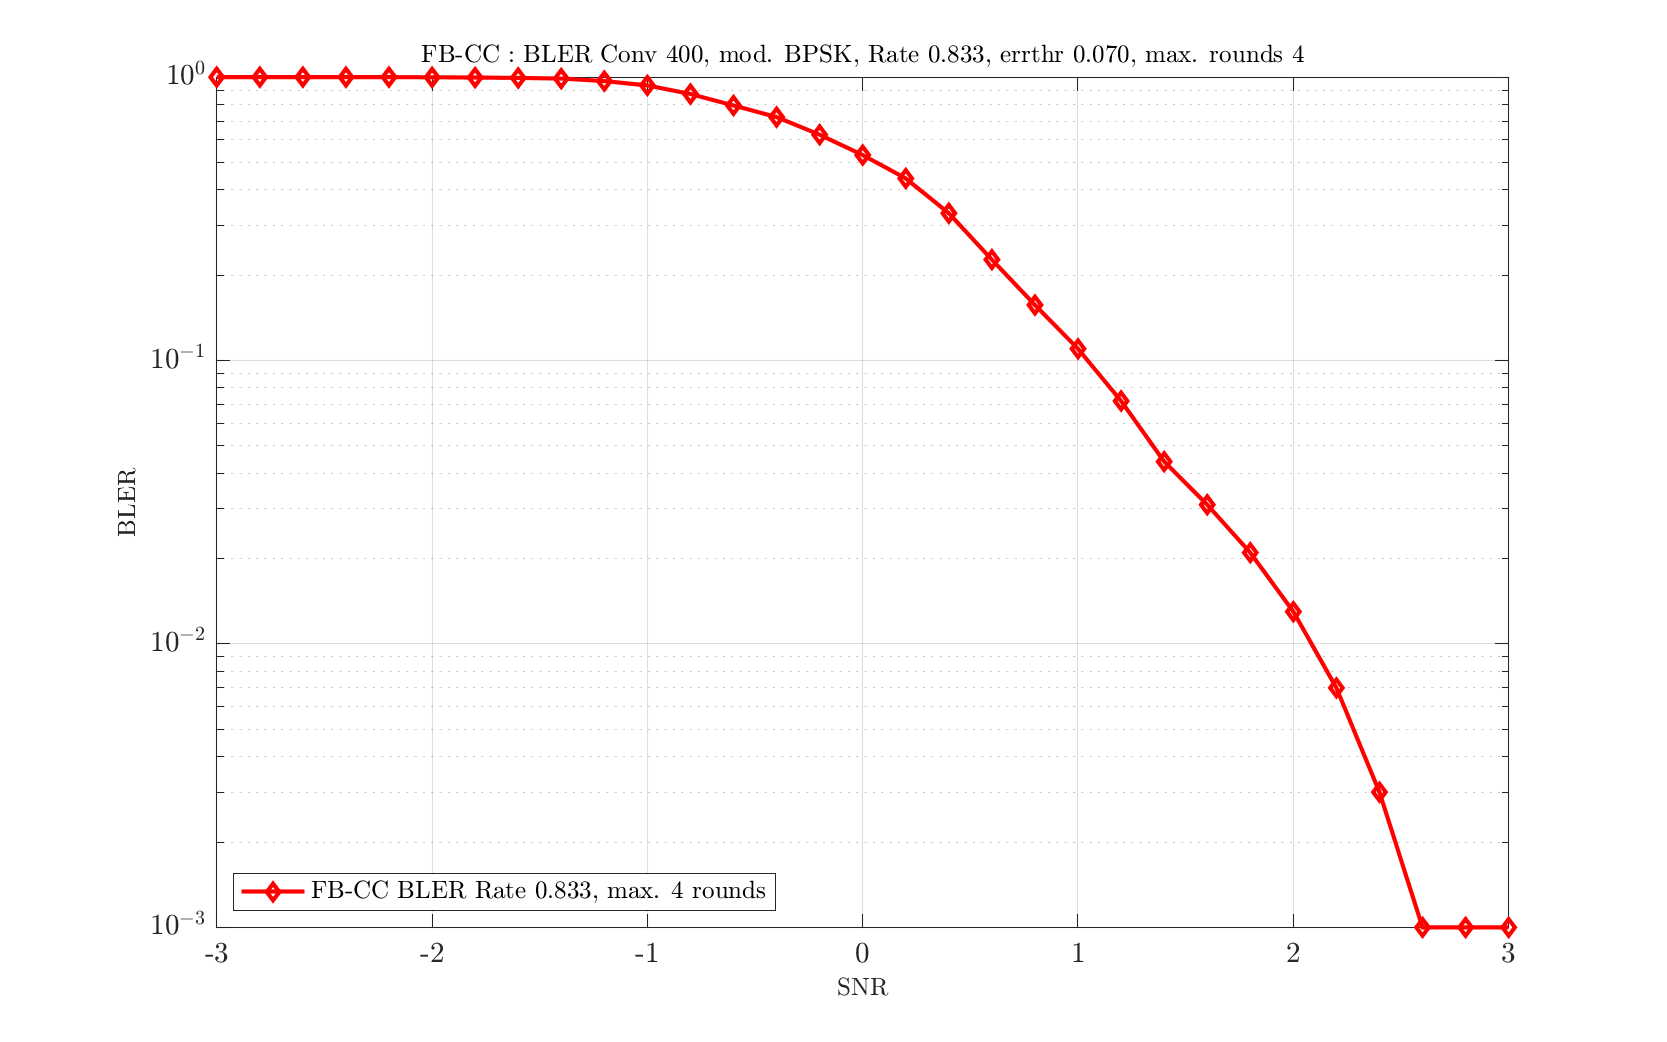 FB-CC : BLER Conv 400, mod. BPSK, Rate 0.833, errthr 0.070, max. rounds 4
10⁰
10⁻¹
BLER
10⁻²
FB-CC BLER Rate 0.833, max. 4 rounds
10⁻³
-3 -2 -1 0 1 2 3
SNR